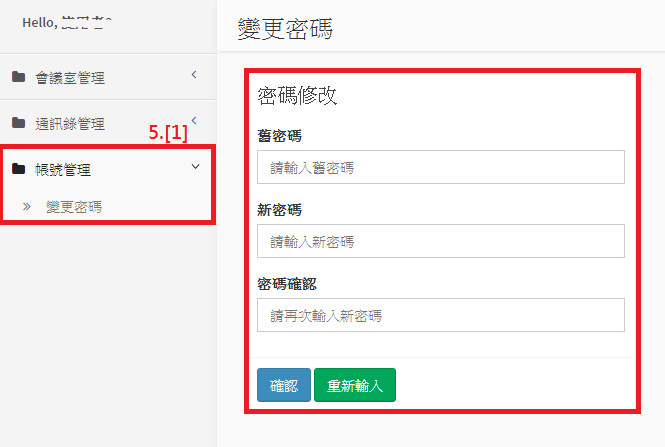 Hello,
會議室管理
通訊錄管理
5.[1]
帳號管理
變更密碼
變更密碼
密碼修改
舊密碼
請輸入舊密碼
新密碼
請輸入新密碼
密碼確認
請再次輸入新密碼
確認 重新輸入